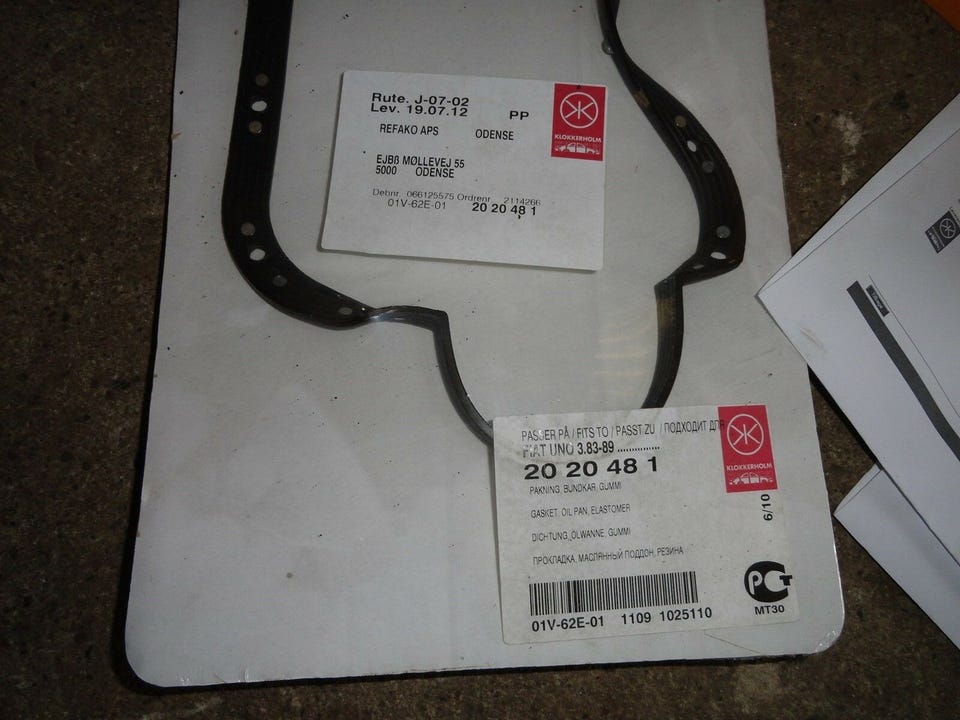 Rute. J-07-02
Lev. 19.07.12 PP
REFAKO APS ODENSE
EJBß MØLLEVEJ 55
5000 ODENSE
Debnr. 066125575 Ordrenr. 2114266
01V-62E-01 20 20 48 1
KLOKKERHOLM
PASSER PÅ / FITS TO / PASST ZU / ПОДХОДИТ ДЛЯ
FIAT UNO 3.83-89 ...............
20 20 48 1
PAKNING, BUNDKAR, GUMMI
GASKET, OIL PAN, ELASTOMER
DICHTUNG, ÖLWANNE, GUMMI
ПРОКЛАДКА, МАСЛЯННЫЙ ПОДДОН, РЕЗИНА
01V-62E-01 1109 1025110
KLOKKERHOLM
6/10
РСТ
MT30